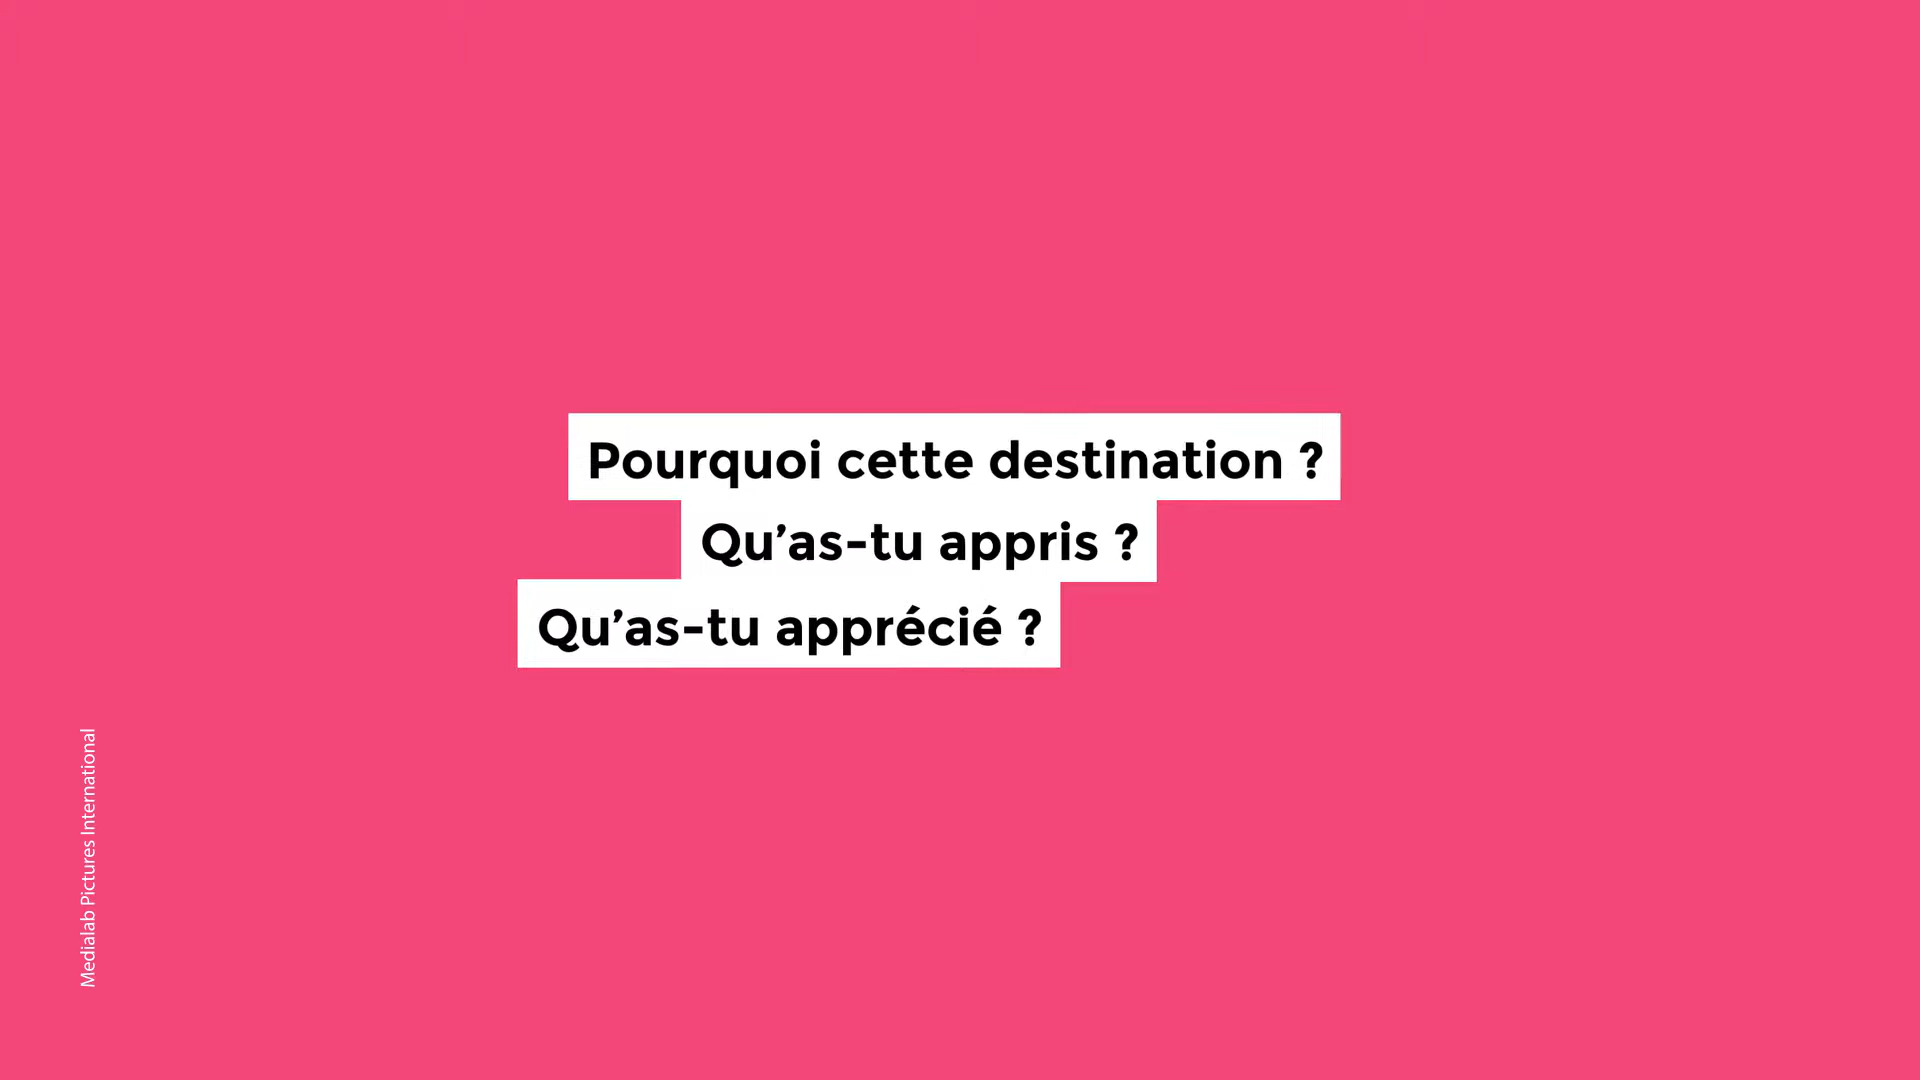 Pourquoi cette destination ?
Qu’as-tu appris ?
Qu’as-tu apprécié ?
Medialab Pictures International